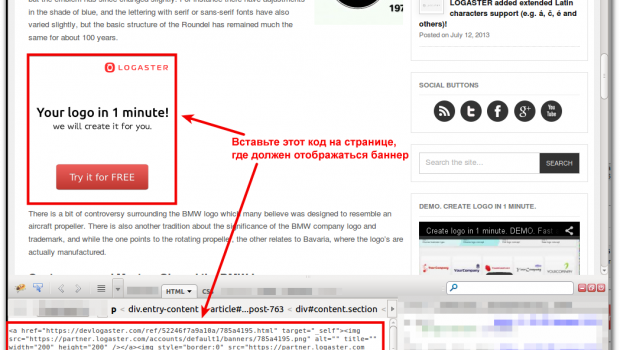 in the shade of blue, and the lettering with serif or sans-serif fonts have also
varied slightly, but the basic structure of the Roundel has remained much the
same for about 100 years.
197
LOGASTER
Your logo in 1 minute!
we will create it for you.
Try it for FREE
Вставьте этот код на странице,
где должен отображаться баннер
There is a bit of controversy surrounding the BMW logo which many believe was designed to resemble an
aircraft propeller. There is also another tradition about the significance of the BMW company logo and
trademark, and while the one points to the rotating propeller, the other relates to Bavaria, where the logo's are
actually manufactured.
LOGASTER added extended Latin
characters support (e.g. á, č, é and
others)!
Posted on July 12, 2013
SOCIAL BUTTONS
f
g+
You
Tube
Search the site...
SEARCH
DEMO. CREATE LOGO IN 1 MINUTE.
Create logo in 1 minute. DEMO. Fast
HTML
CS
p < div.entry-content < article#...post-763 < div#content.section <
<a href="https://devlogaster.com/ref/52246f7a9a10a/785a4195.html" target="_self"><img
src="https://partner.logaster.com/accounts/default1/banners/785a4195.png" alt="" title=""
width="200" height="200" /></a><img style="border:0" src="https://partner.logaster.com